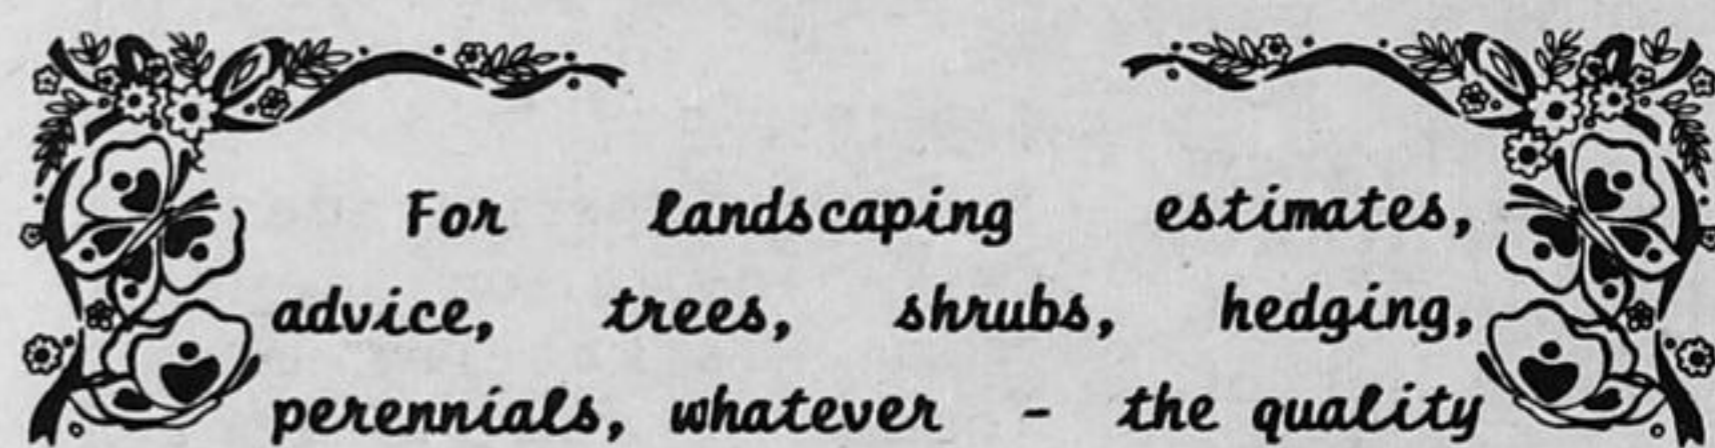 For landscaping estimates,
advice, trees, shrubs, hedging,
perennials, whatever - the quality